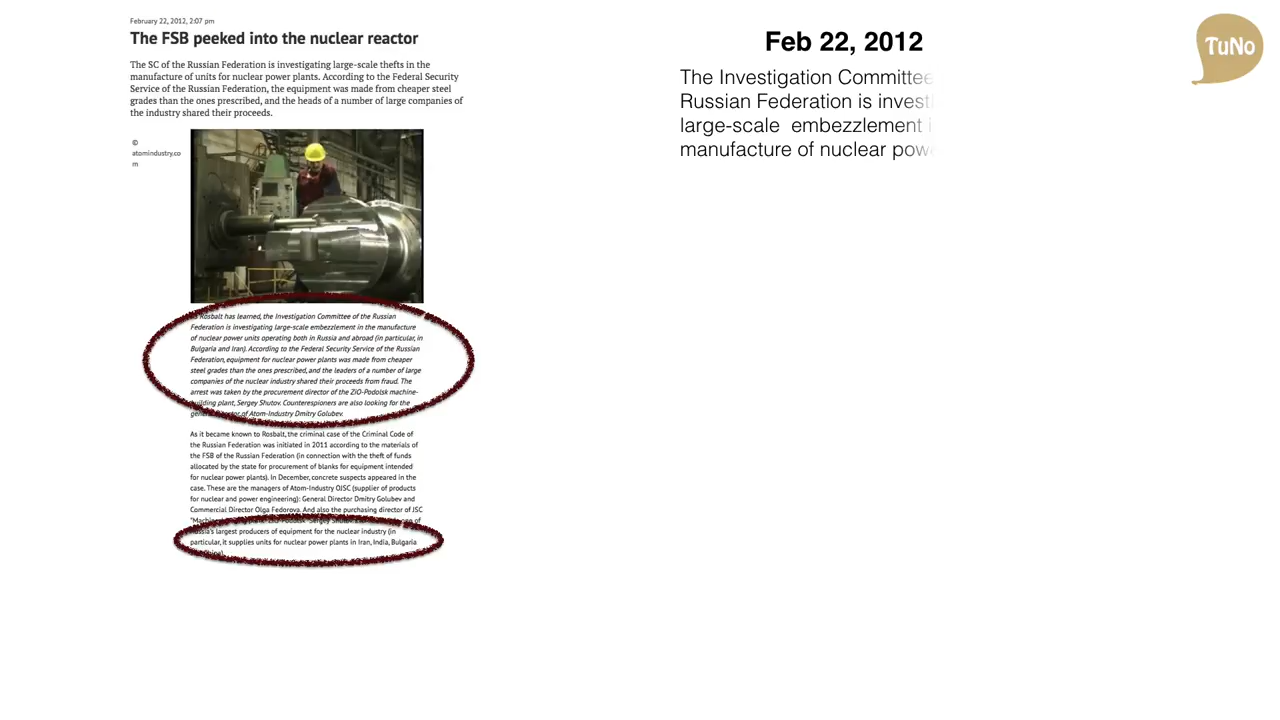 February 22, 2012, 2:07 pm
The FSB peeked into the nuclear reactor
The SC of the Russian Federation is investigating large-scale thefts in the
manufacture of units for nuclear power plants. According to the Federal Security
Service of the Russian Federation, the equipment was made from cheaper steel
grades than the ones prescribed, and the heads of a number of large companies of
the industry shared their proceeds.
©
atomindustry.co
m
Rosbalt has learned, the Investigation Committee of the Russian
Federation is investigating large-scale embezzlement in the manufacture
of nuclear power units operating both in Russia and abroad (in particular, in
Bulgaria and Iran). According to the Federal Security Service of the Russian
Federation, equipment for nuclear power plants was made from cheaper
steel grades than the ones prescribed, and the leaders of a number of large
companies of the nuclear industry shared their proceeds from fraud. The
arrest was taken by the procurement director of the ZiO-Podolsk machine-
building plant, Sergey Shutov. Counterespioners are also looking for the
general director of Atom-Industry Dmitry Golubev.
As it became known to Rosbalt, the criminal case of the Criminal Code of
the Russian Federation was initiated in 2011 according to the materials of
the FSB of the Russian Federation (in connection with the theft of funds
allocated by the state for procurement of blanks for equipment intended
for nuclear power plants). In December, concrete suspects appeared in the
case. These are the managers of Atom-Industry OJSC (supplier of products
for nuclear and power engineering): General Director Dmitry Golubev and
Commercial Director Olga Fedorova. And also the purchasing director of JSC
Sergey of
Russia's largest producers of equipment for the nuclear industry (in
particular, it supplies units for nuclear power plants in Iran, India, Bulgaria
Feb 22, 2012
The Investigation Committee
Russian Federation is
large-scale embezzlement
manufacture of nuclear
TuNo